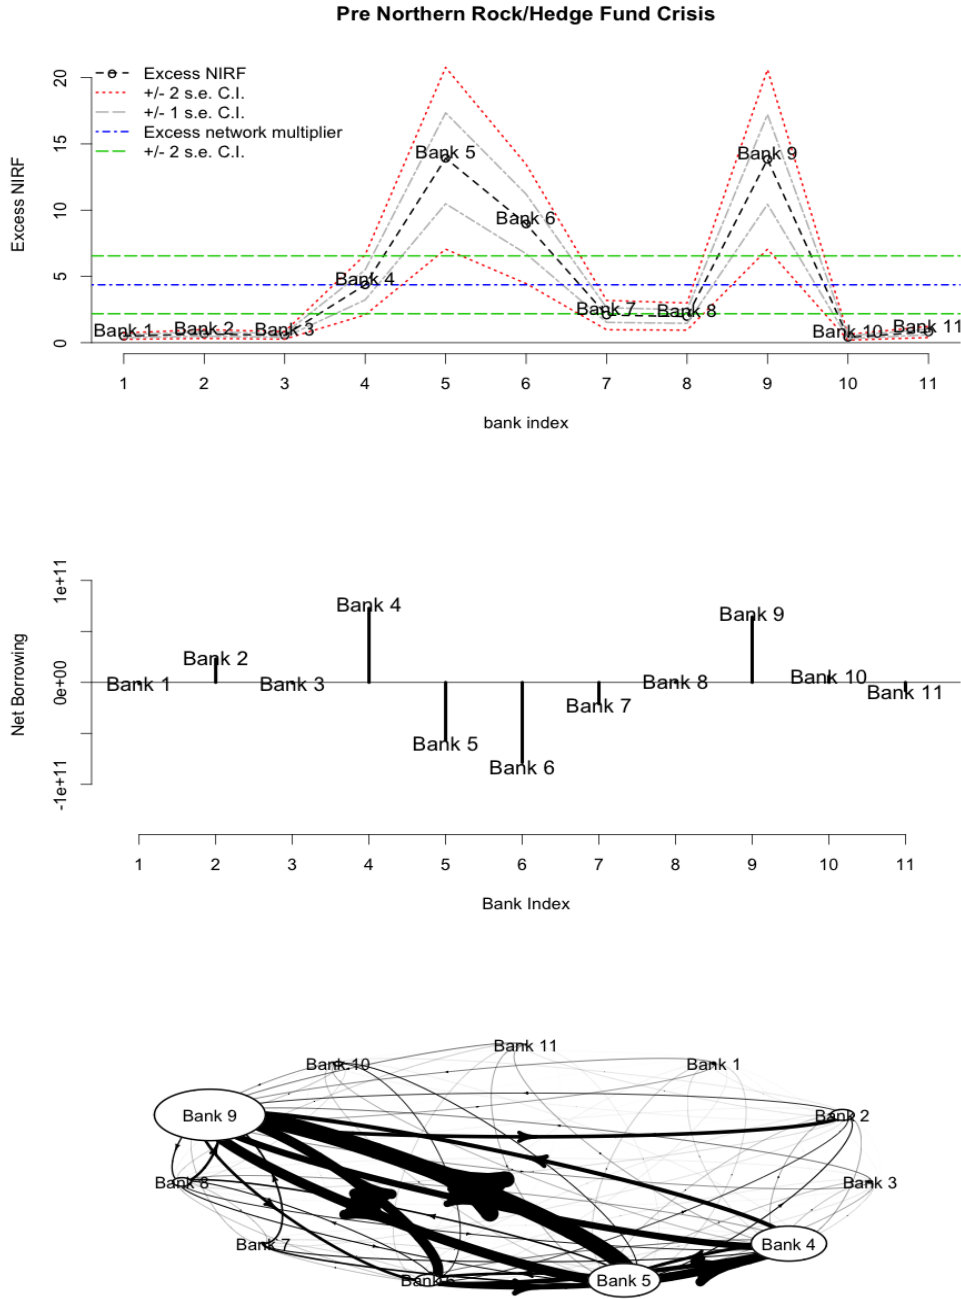 Pre Northern Rock/Hedge Fund Crisis
Excess NIRF
20
15
10
5
0
Excess NIRF
+/- 2 s.e. C.I.
+/- 1 s.e. C.I.
Excess network multiplier
+/- 2 s.e. C.I.
Bank 1
Bank 2
Bank 3
Bank 4
Bank 5
Bank 6
Bank 7
Bank 8
Bank 9
Bank 10
Bank 11
1 2 3 4 5 6 7 8 9 10 11
bank index
Net Borrowing
1e+11
0e+00
-1e+11
Bank 1
Bank 2
Bank 3
Bank 4
Bank 5
Bank 6
Bank 7
Bank 8
Bank 9
Bank 10
Bank 11
1 2 3 4 5 6 7 8 9 10 11
Bank Index
Bank 11
Bank 10
Bank 1
Bank 9
Bank 2
Bank 8
Bank 3
Bank 7
Bank 4
Bank 6
Bank 5